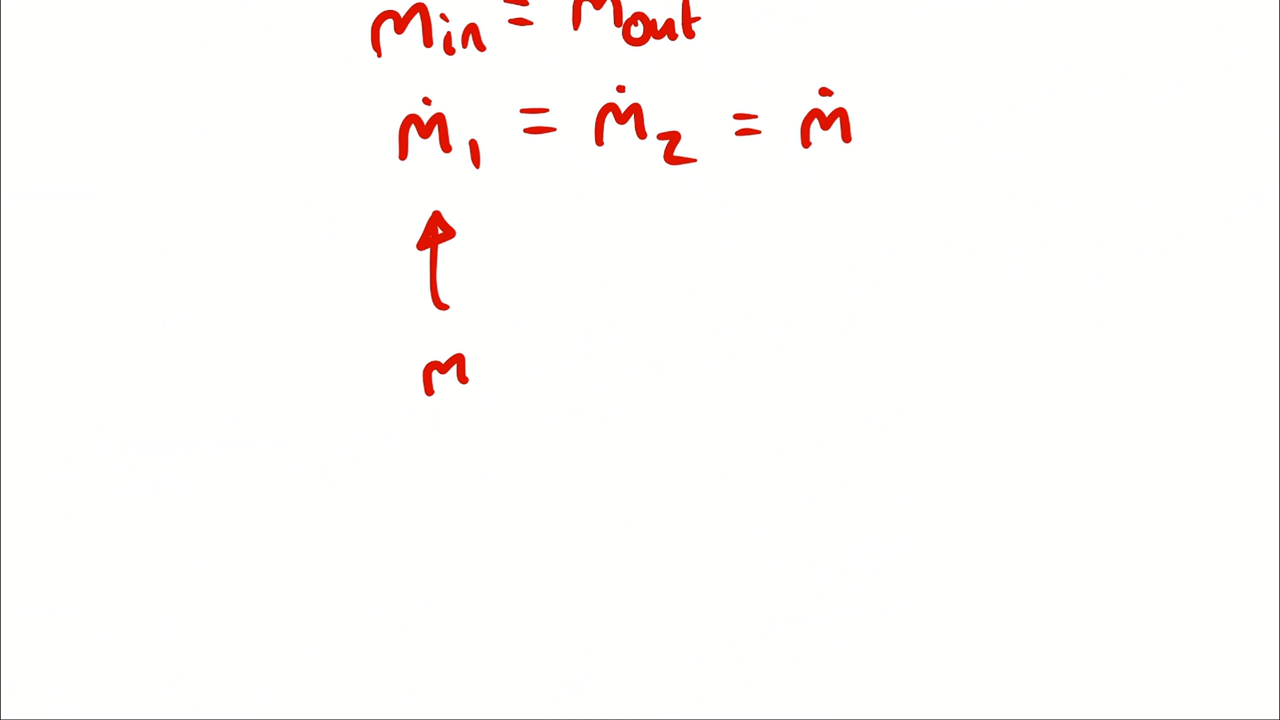 min = mout
ṁ₁ = ṁ₂ = ṁ
↑
m